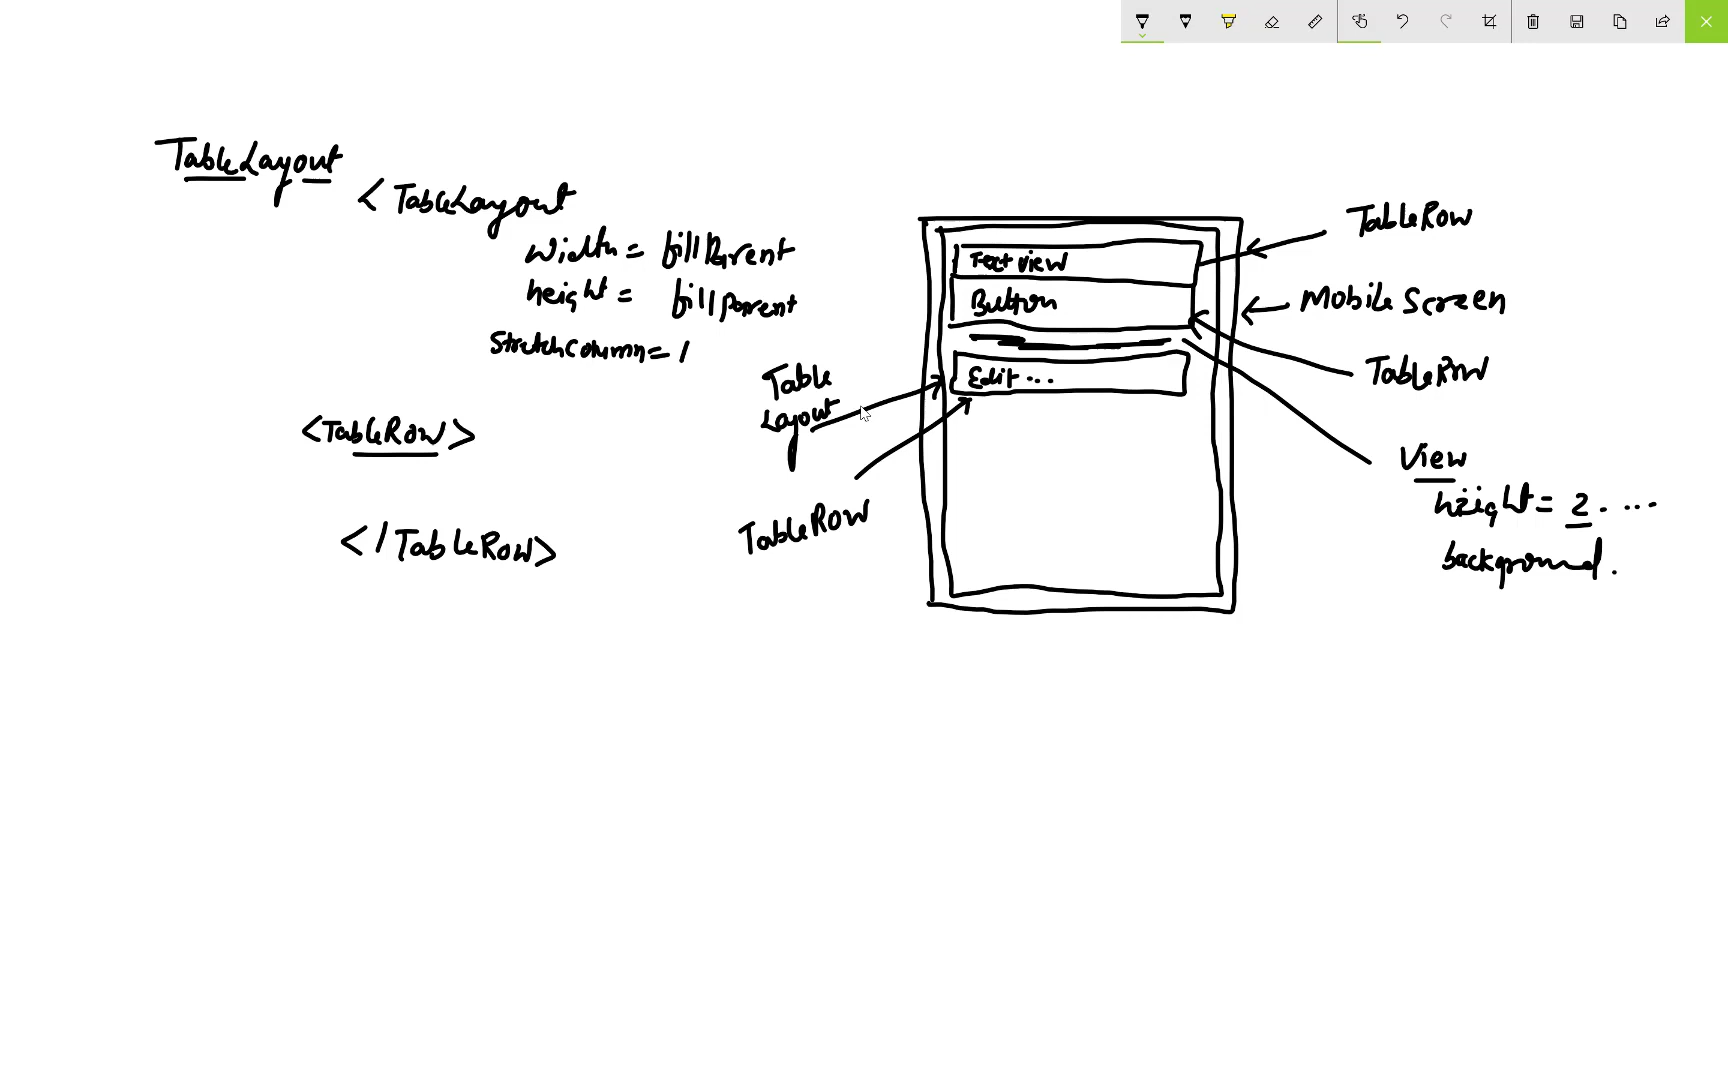 TableLayout
< TableLayout
width = fillParent
height = fillparent
StretchColumn = 1
<TableRow>
</TableRow>
Table
Layout
TableRow
Text view
Button
Edit ...
TableRow
Mobile Screen
TableRow
View
height = 2 . ...
background.